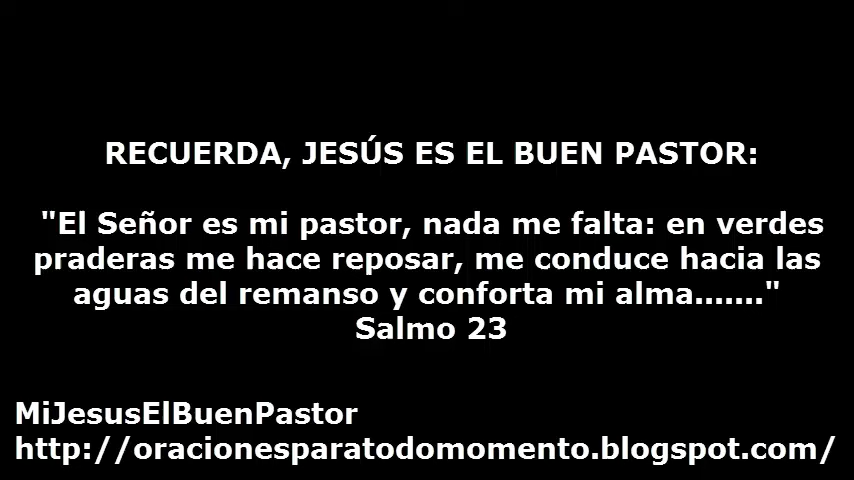 RECUERDA, JESÚS ES EL BUEN PASTOR:
"El Señor es mi pastor, nada me falta: en verdes
praderas me hace reposar, me conduce hacia las
aguas del remanso y conforta mi alma......."
Salmo 23
MiJesusElBuenPastor
http://oracionesparatodomomento.blogspot.com/